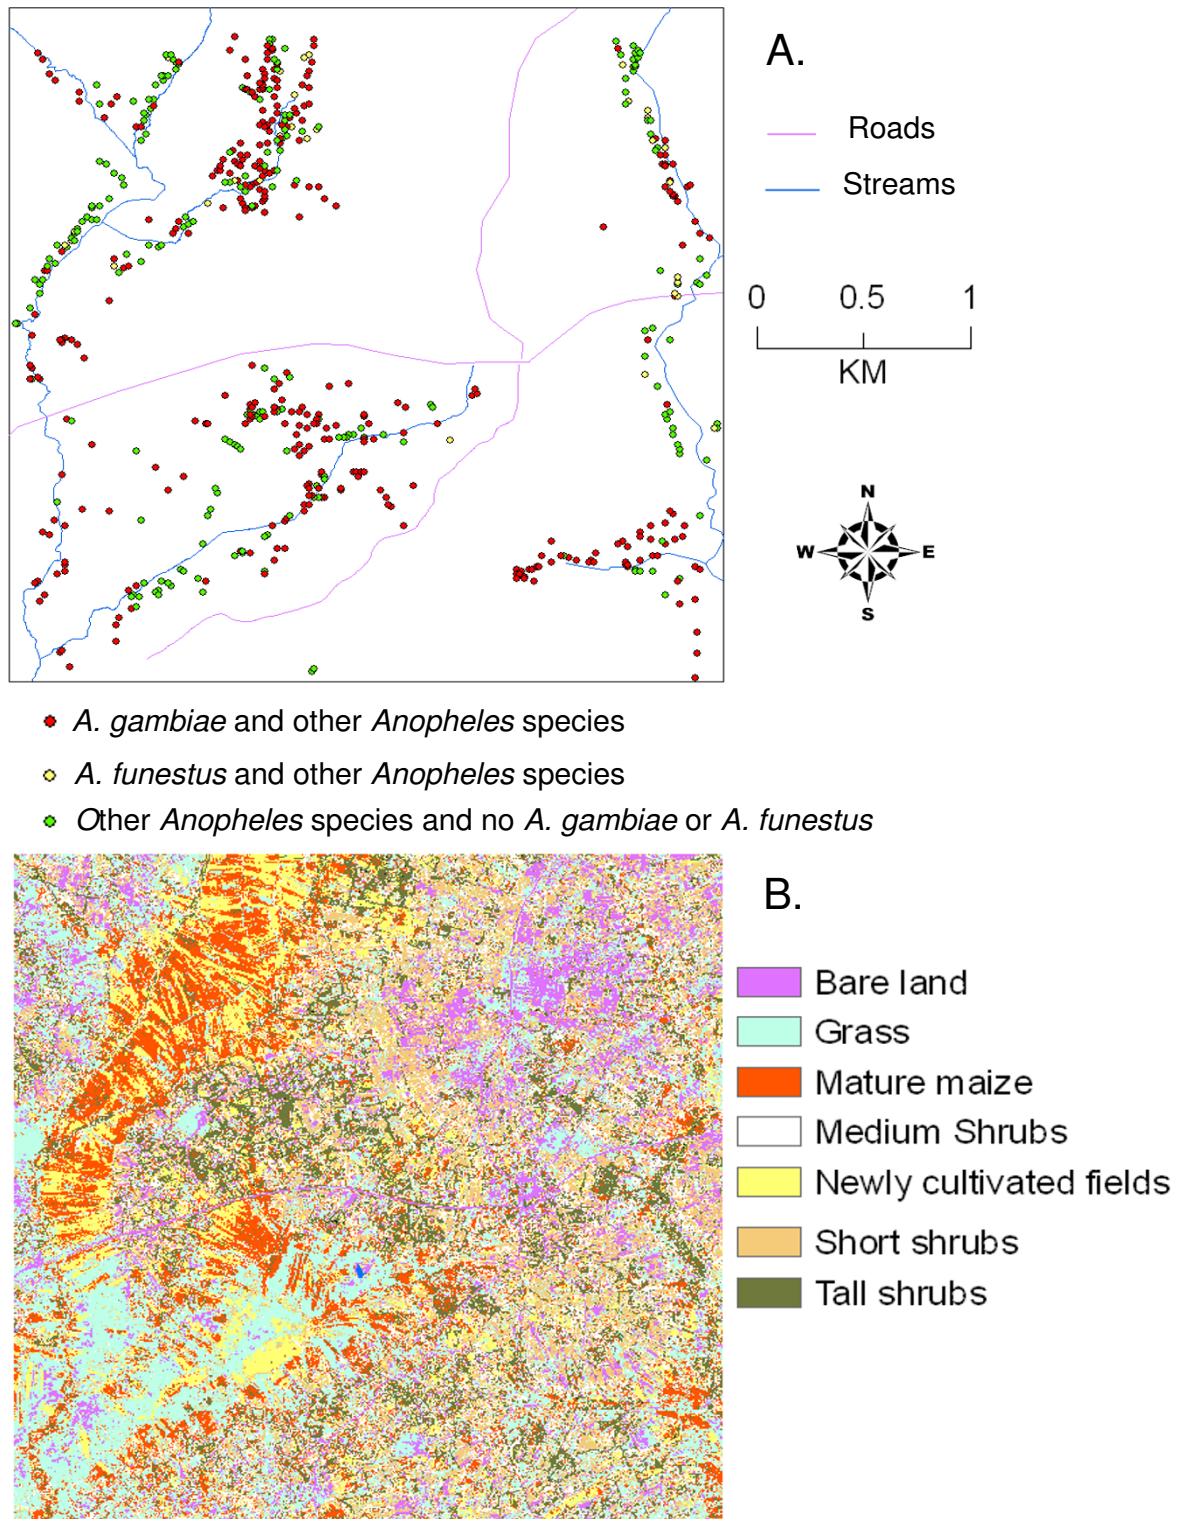 A.
Roads
Streams
0 0.5 1
KM
N
W E
S
A. gambiae and other Anopheles species
A. funestus and other Anopheles species
Other Anopheles species and no A. gambiae or A. funestus
B.
Bare land
Grass
Mature maize
Medium Shrubs
Newly cultivated fields
Short shrubs
Tall shrubs